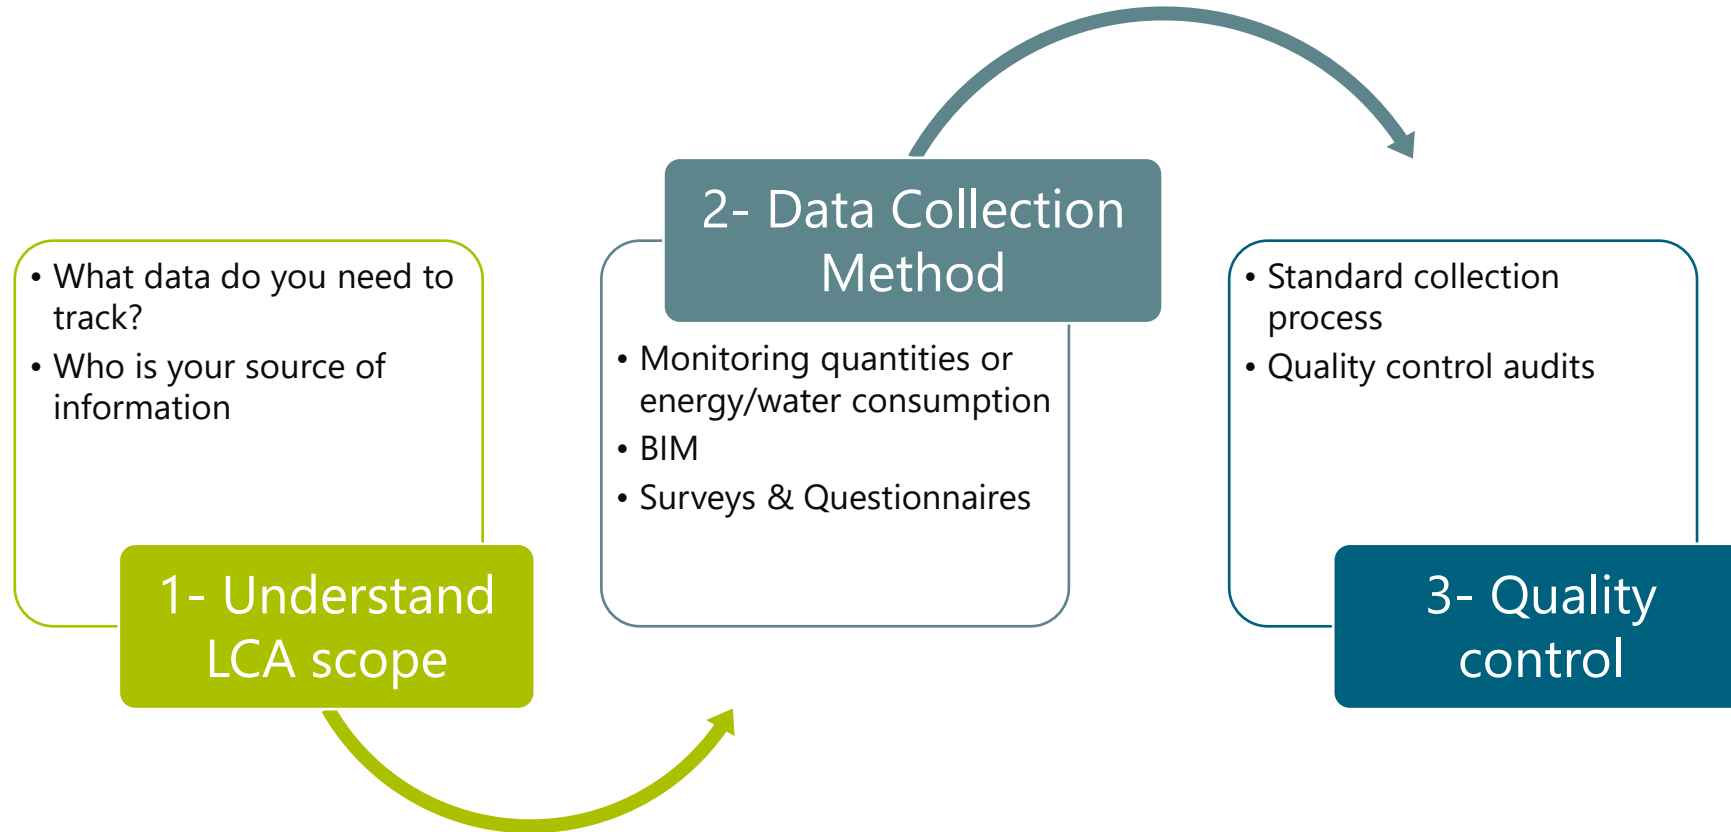 • What data do you need to
track?
• Who is your source of
information
1- Understand
LCA scope
2- Data Collection
Method
• Monitoring quantities or
energy/water consumption
• BIM
• Surveys & Questionnaires
• Standard collection
process
• Quality control audits
3- Quality
control